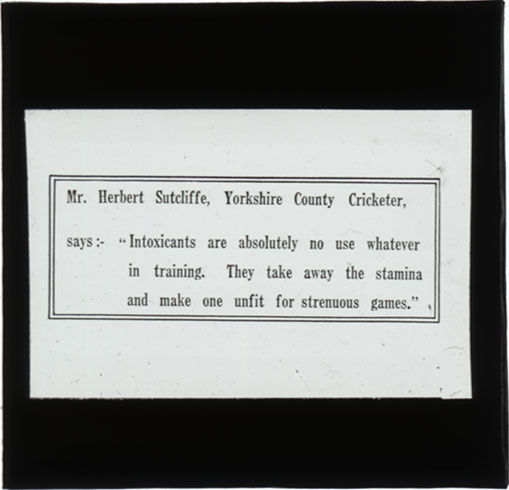 Mr. Herbert Sutcliffe, Yorkshire County Cricketer,
says:- "Intoxicants are absolutely no use whatever
in training. They take away the stamina
and make one unfit for strenuous games."